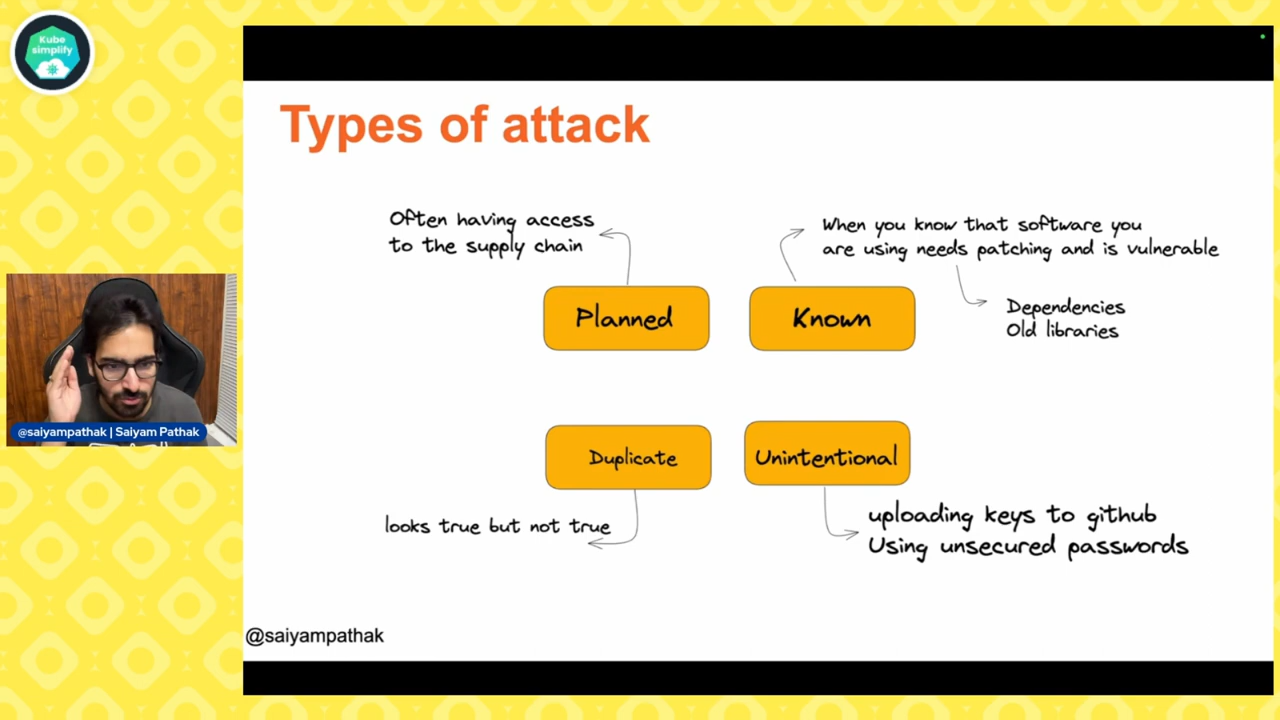 Kube
simplify
Types of attack
Often having access
to the supply chain
When you know that software you
are using needs patching and is vulnerable
Dependencies
Old libraries
Planned
Known
Duplicate
Unintentional
looks true but not true
uploading keys to github
Using unsecured passwords
@saiyampathak | Saiyam Pathak
@saiyampathak